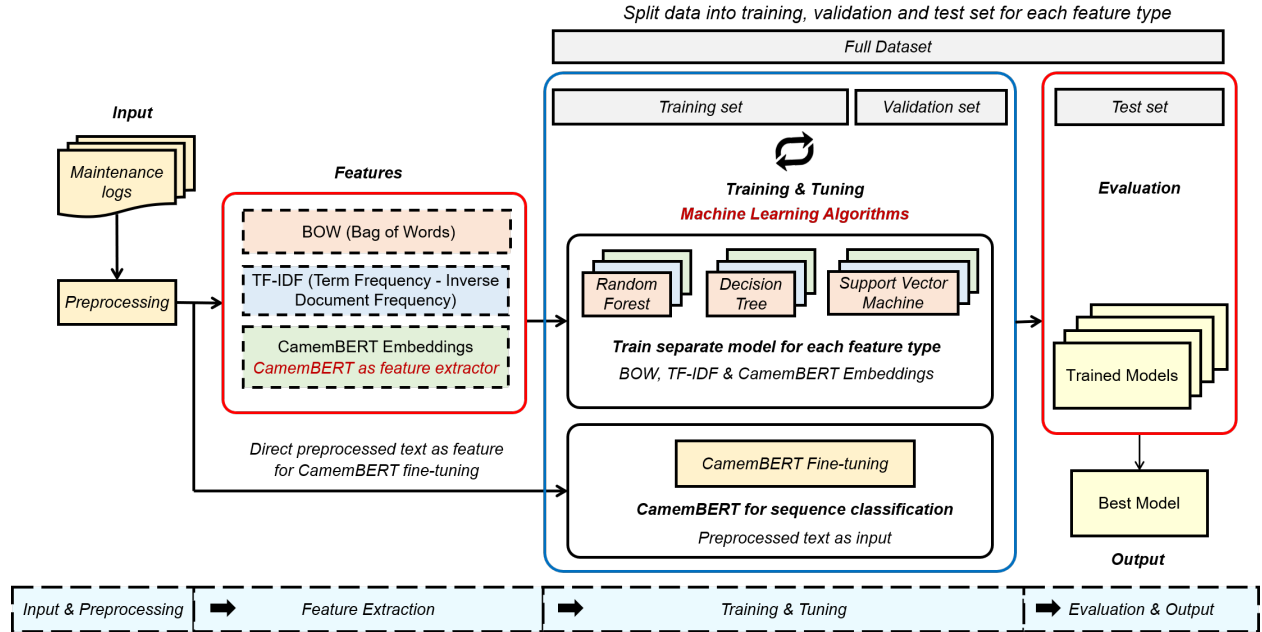 Split data into training, validation and test set for each feature type
Full Dataset
Training set
Validation set
Test set
Input
Maintenance
logs
Preprocessing
Features
BOW (Bag of Words)
TF-IDF (Term Frequency - Inverse
Document Frequency)
CamemBERT Embeddings
CamemBERT as feature extractor
Direct preprocessed text as feature
for CamemBERT fine-tuning
Training & Tuning
Machine Learning Algorithms
Random
Forest
Decision
Tree
Support Vector
Machine
Train separate model for each feature type
BOW, TF-IDF & CamemBERT Embeddings
CamemBERT Fine-tuning
CamemBERT for sequence classification
Preprocessed text as input
Evaluation
Trained Models
Best Model
Output
Input & Preprocessing
Feature Extraction
Training & Tuning
Evaluation & Output